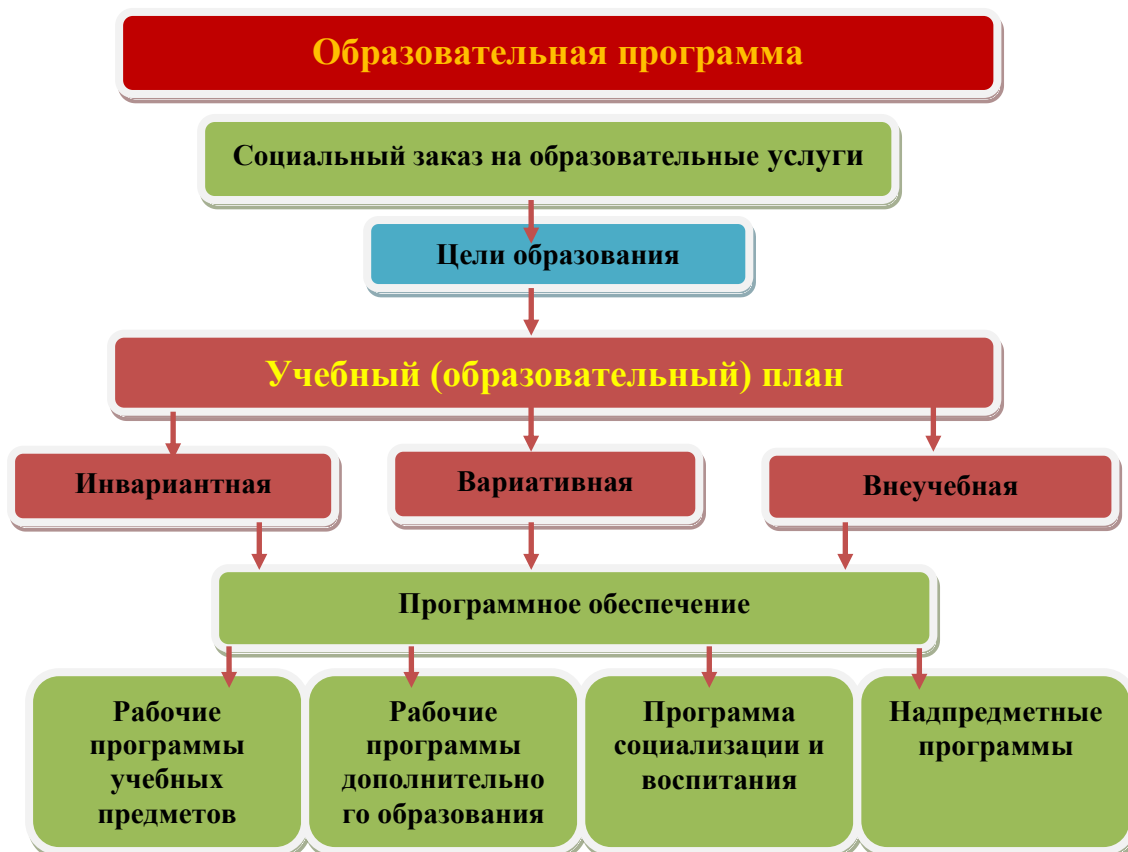 Образовательная программа
Социальный заказ на образовательные услуги
Цели образования
Учебный (образовательный) план
Инвариантная
Вариативная
Внеучебная
Программное обеспечение
Рабочие
программы
учебных
предметов
Рабочие
программы
дополнительно
го образования
Программа
социализации и
воспитания
Надпредметные
программы